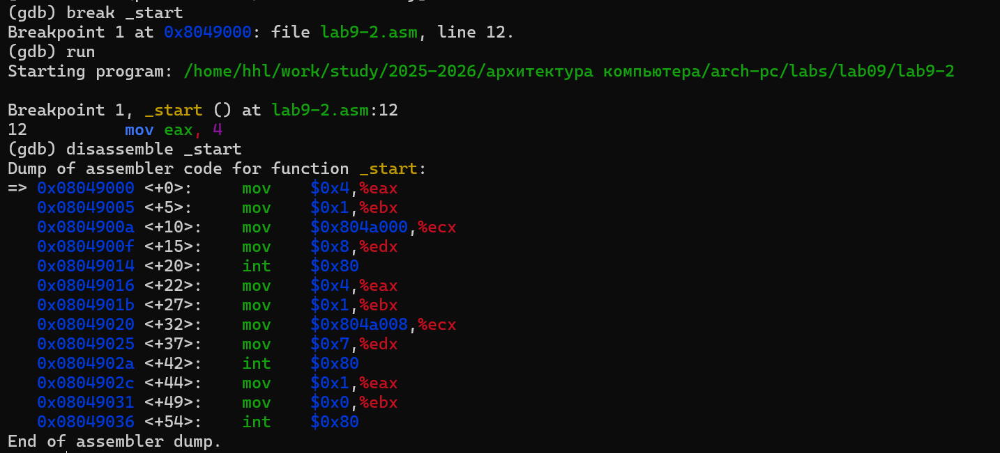 (gdb) break _start
Breakpoint 1 at 0x8049000: file lab9-2.asm, line 12.
(gdb) run
Starting program: /home/hhl/work/study/2025-2026/архитектура компьютера/arch-pc/labs/lab09/lab9-2

Breakpoint 1, _start () at lab9-2.asm:12
12          mov eax, 4
(gdb) disassemble _start
Dump of assembler code for function _start:
=> 0x08049000 <+0>:     mov    $0x4,%eax
   0x08049005 <+5>:     mov    $0x1,%ebx
   0x0804900a <+10>:    mov    $0x804a000,%ecx
   0x0804900f <+15>:    mov    $0x8,%edx
   0x08049014 <+20>:    int    $0x80
   0x08049016 <+22>:    mov    $0x4,%eax
   0x0804901b <+27>:    mov    $0x1,%ebx
   0x08049020 <+32>:    mov    $0x804a008,%ecx
   0x08049025 <+37>:    mov    $0x7,%edx
   0x0804902a <+42>:    int    $0x80
   0x0804902c <+44>:    mov    $0x1,%eax
   0x08049031 <+49>:    mov    $0x0,%ebx
   0x08049036 <+54>:    int    $0x80
End of assembler dump.